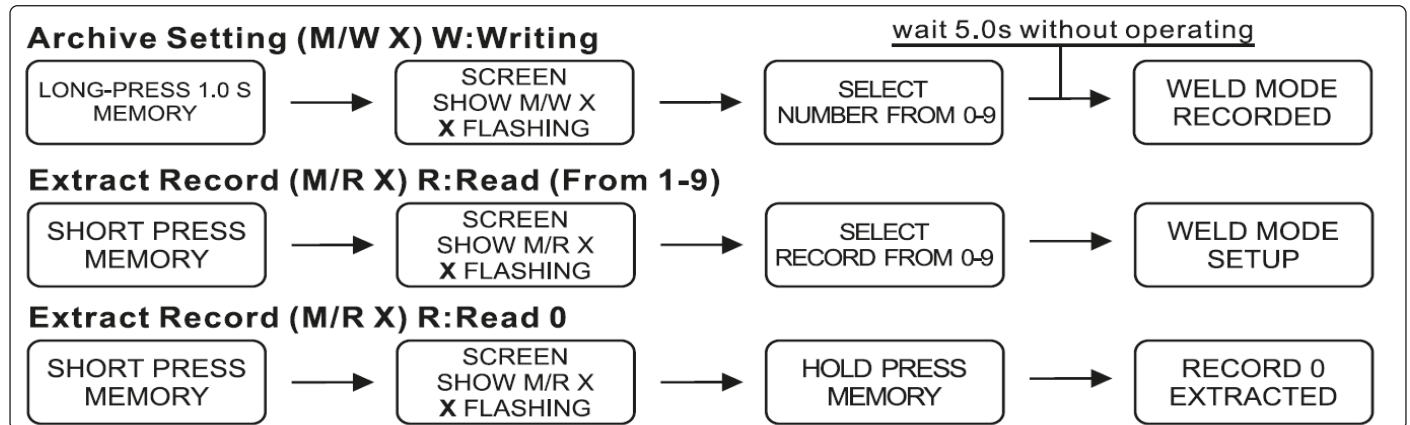 Archive Setting (M/W X) W:Writing
wait 5.0s without operating
LONG-PRESS 1.0 S
MEMORY
SCREEN
SHOW M/W X
X FLASHING
SELECT
NUMBER FROM 0-9
WELD MODE
RECORDED
Extract Record (M/R X) R:Read (From 1-9)
SHORT PRESS
MEMORY
SCREEN
SHOW M/R X
X FLASHING
SELECT
RECORD FROM 0-9
WELD MODE
SETUP
Extract Record (M/R X) R:Read 0
SHORT PRESS
MEMORY
SCREEN
SHOW M/R X
X FLASHING
HOLD PRESS
MEMORY
RECORD 0
EXTRACTED